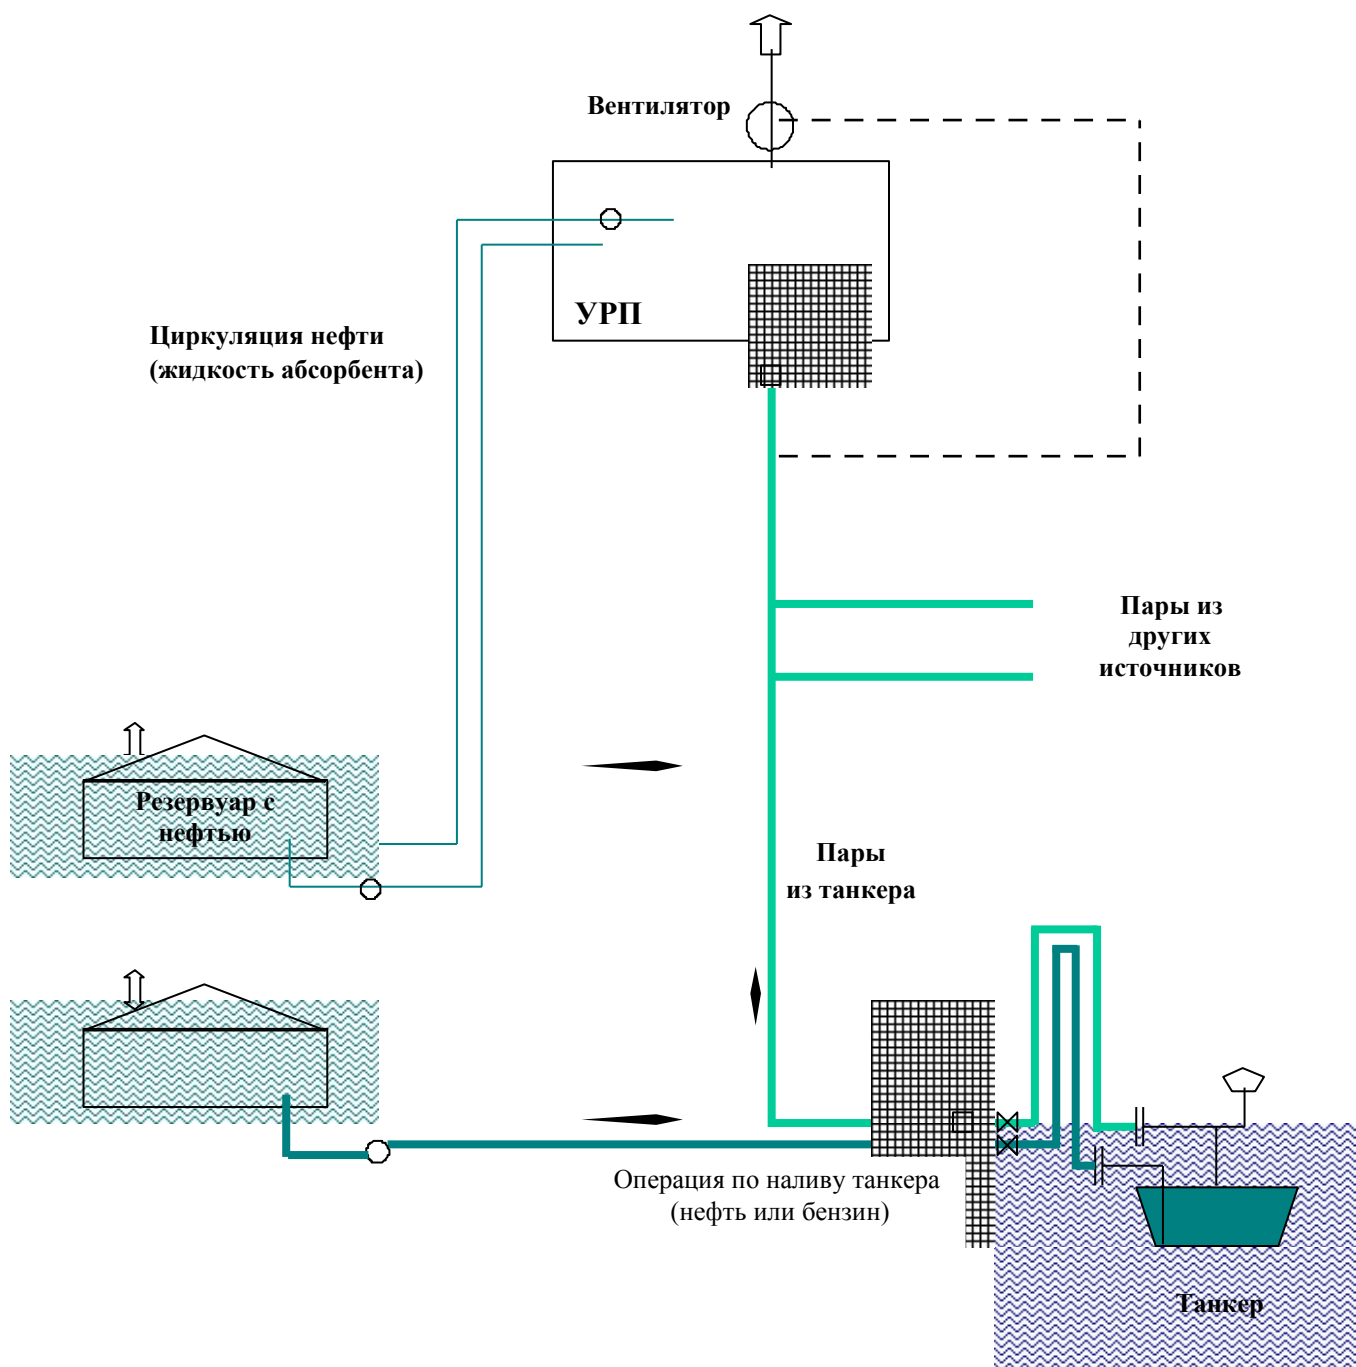 Вентилятор
УРП
Циркуляция нефти
(жидкость абсорбента)
Пары из
других
источников
Резервуар с
нефтью
Пары
из танкера
Операция по наливу танкера
(нефть или бензин)
Танкер